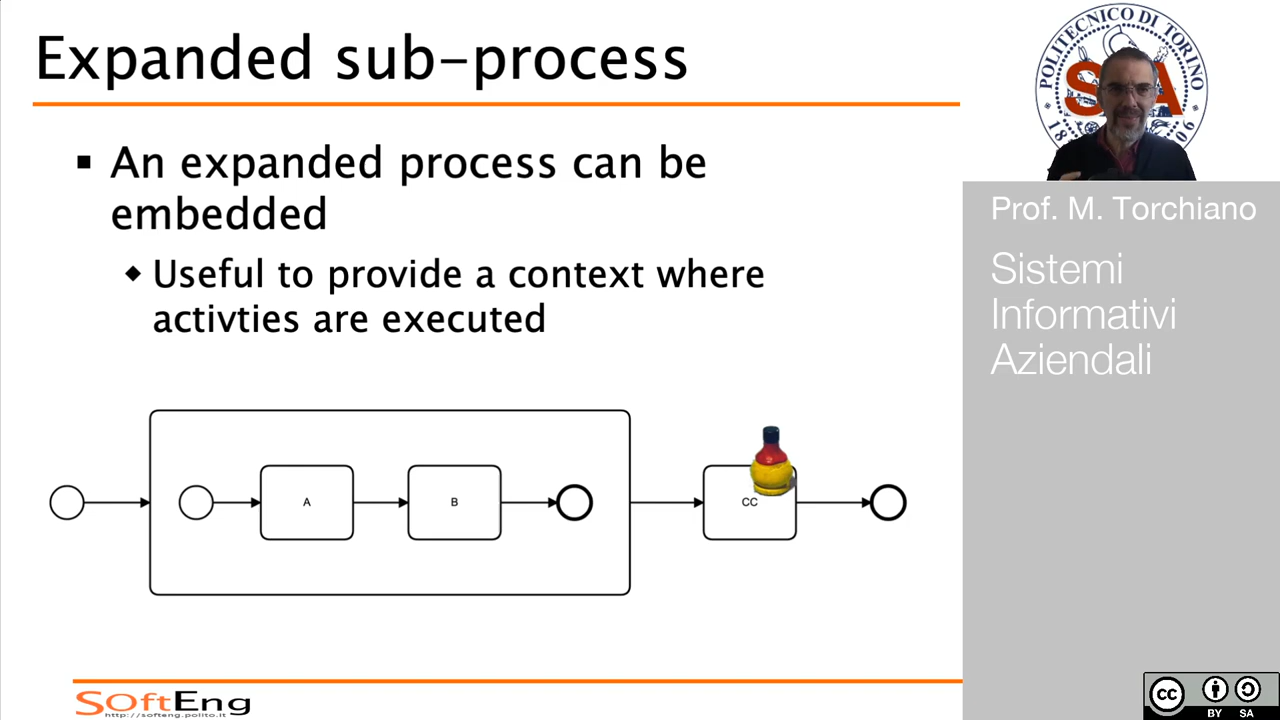 Expanded sub-process
An expanded process can be
embedded
Useful to provide a context where
activties are executed
A
B
CC
SOftEng
http://softeng.polito.it
POLITECNICO DI TORINO
Prof. M. Torchiano
Sistemi
Informativi
Aziendali
CC
BY SA